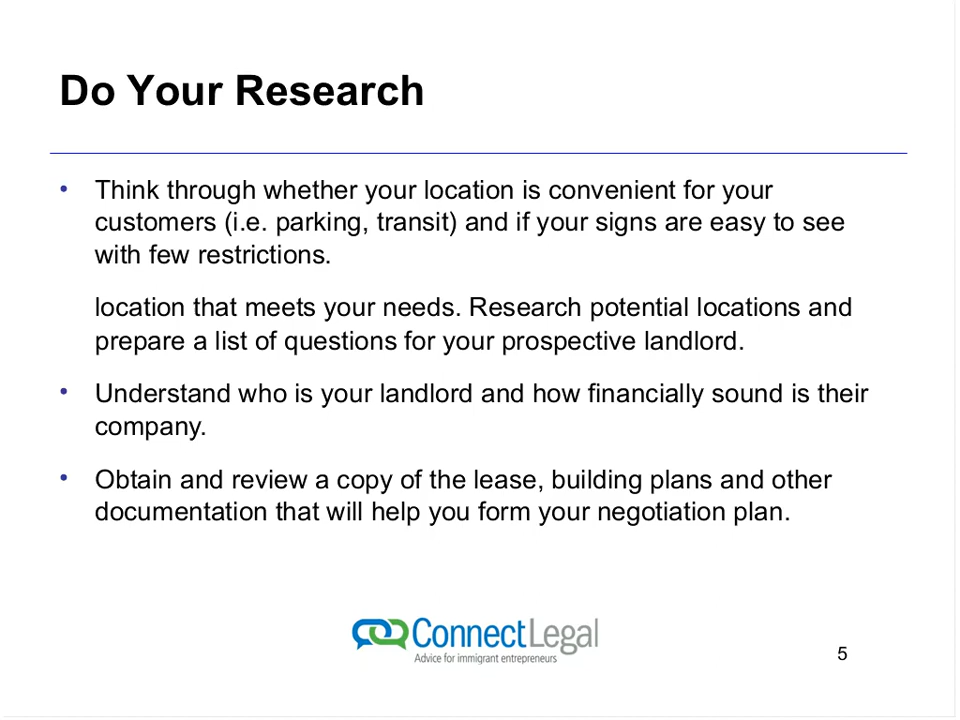 Do Your Research
• Think through whether your location is convenient for your
customers (i.e. parking, transit) and if your signs are easy to see
with few restrictions.
location that meets your needs. Research potential locations and
prepare a list of questions for your prospective landlord.
• Understand who is your landlord and how financially sound is their
company.
• Obtain and review a copy of the lease, building plans and other
documentation that will help you form your negotiation plan.
ConnectLegal
Advice for immigrant entrepreneurs
5